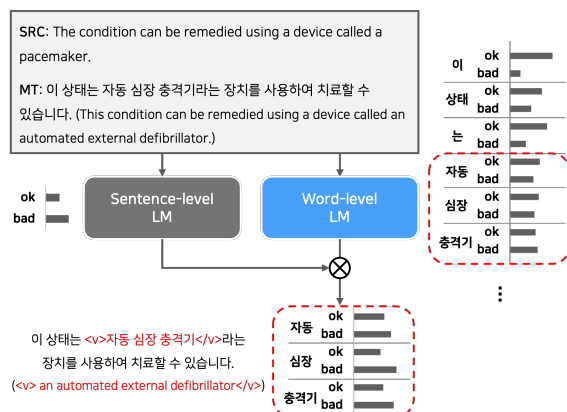 SRC: The condition can be remedied using a device called a
pacemaker.
MT: 이 상태는 자동 심장 충격기라는 장치를 사용하여 치료할 수
있습니다. (This condition can be remedied using a device called an
automated external defibrillator.)
이
ok
bad
상태
ok
bad
는
ok
bad
자동
ok
bad
심장
ok
bad
충격기
ok
bad
⋮
ok
bad
Sentence-level
LM
Word-level
LM
자동
ok
bad
심장
ok
bad
충격기
ok
bad
이 상태는 <v>자동 심장 충격기</v>라는
장치를 사용하여 치료할 수 있습니다.
(<v> an automated external defibrillator</v>)